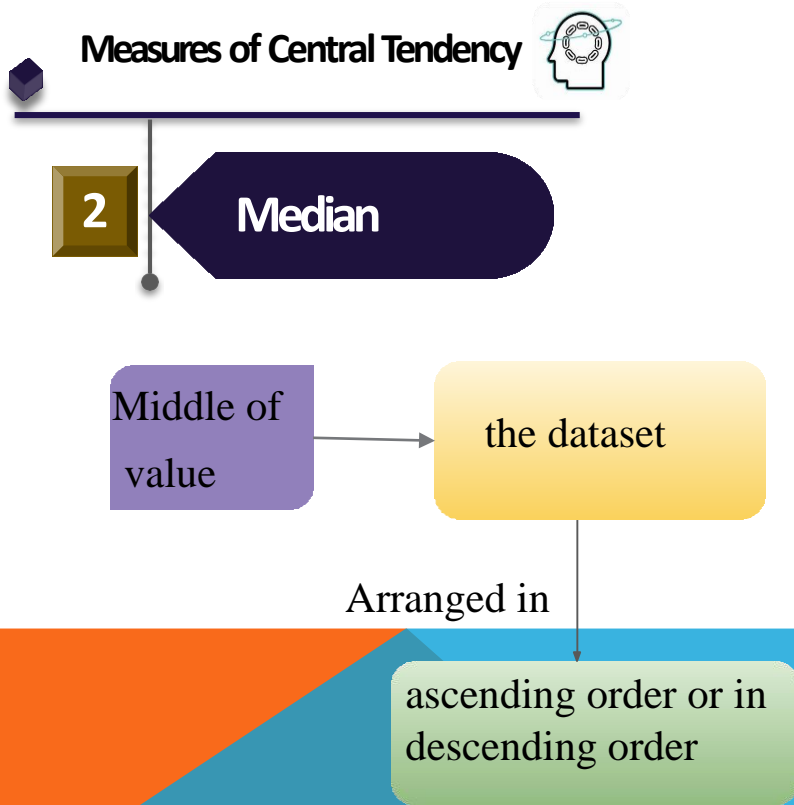 Measures of Central Tendency
2
Median
Middle of
value
the dataset
Arranged in
ascending order or in
descending order